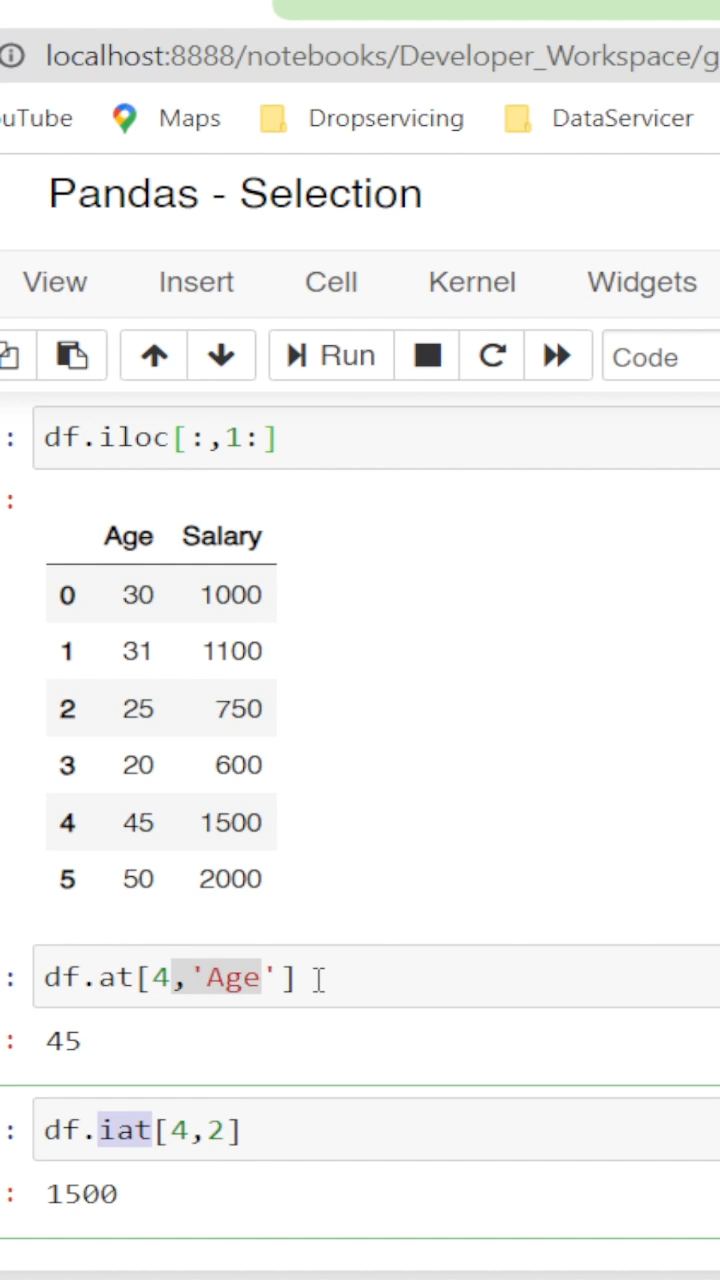 localhost:8888/notebooks/Developer_Workspace/g
uTube Maps Dropservicing DataServicer
Pandas - Selection
View Insert Cell Kernel Widgets
Run Code
: df.iloc[:,1:]
:
Age Salary
0 30 1000
1 31 1100
2 25 750
3 20 600
4 45 1500
5 50 2000
: df.at[4,'Age']
: 45
: df.iat[4,2]
: 1500